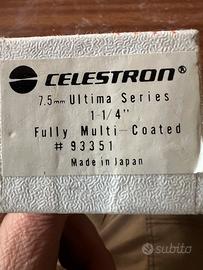 CELESTRON®
7.5mm Ultima Series
1-1/4"
Fully Multi-Coated
# 93351
Made in Japan
subito